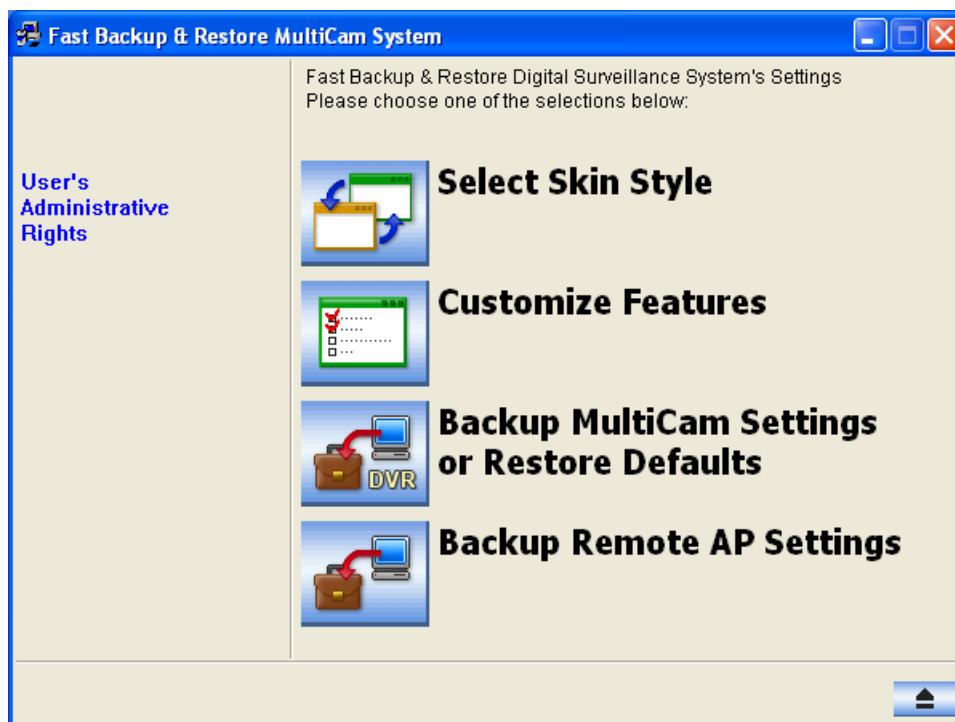 Fast Backup & Restore MultiCam System
Fast Backup & Restore Digital Surveillance System's Settings
Please choose one of the selections below:
User's
Administrative
Rights
Select Skin Style
Customize Features
Backup MultiCam Settings
or Restore Defaults
DVR
Backup Remote AP Settings